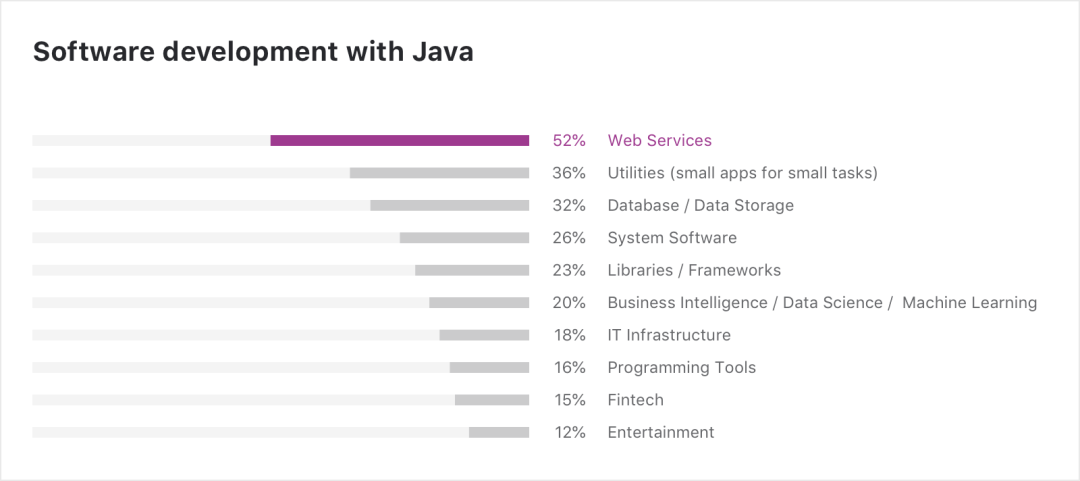 Software development with Java
52% Web Services
36% Utilities (small apps for small tasks)
32% Database / Data Storage
26% System Software
23% Libraries / Frameworks
20% Business Intelligence / Data Science /  Machine Learning
18% IT Infrastructure
16% Programming Tools
15% Fintech
12% Entertainment